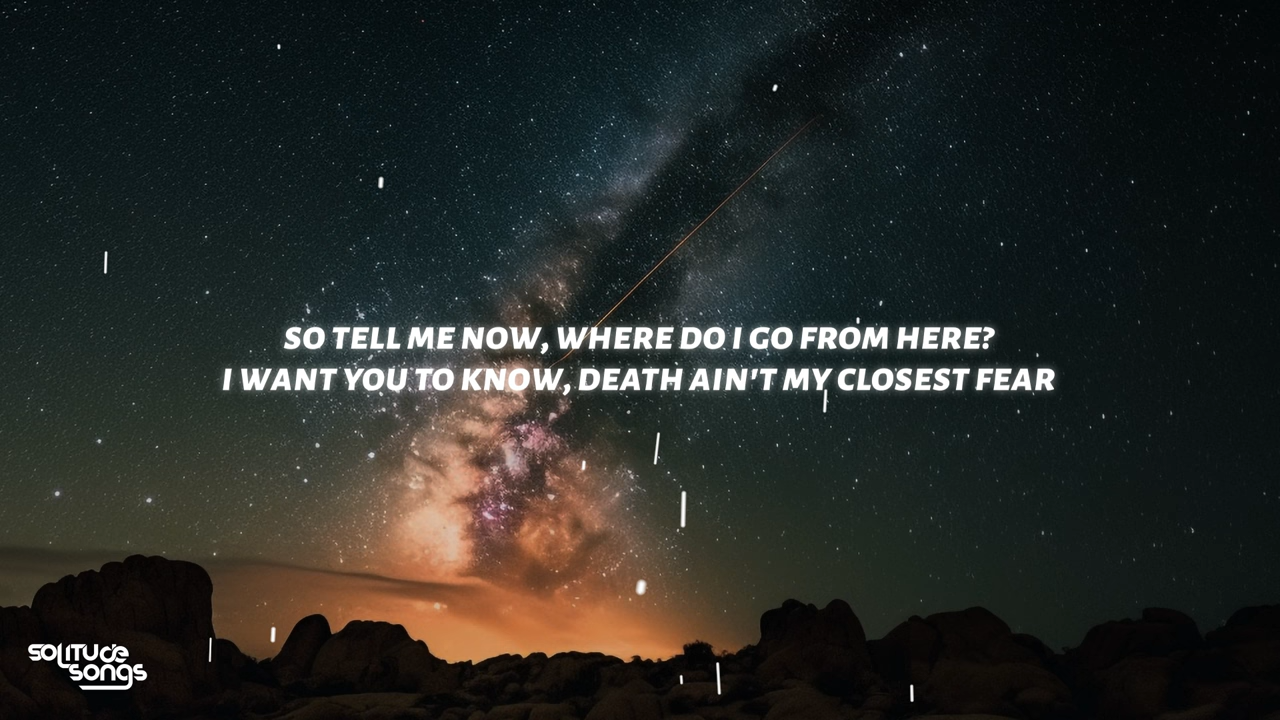 SO TELL ME NOW, WHERE DO I GO FROM HERE?
I WANT YOU TO KNOW, DEATH AIN'T MY CLOSEST FEAR
SOLITUDE
SONGS